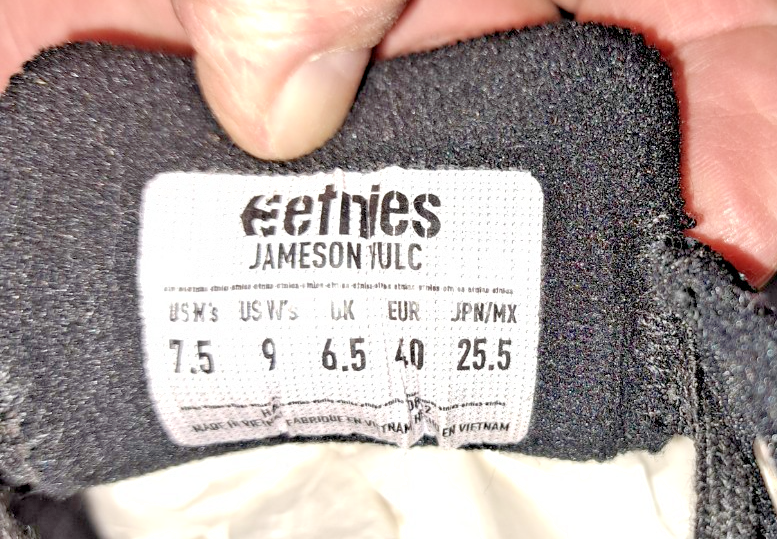 etnies
JAMESON VULC
US M's US W's UK EUR JPN/MX
7.5 9 6.5 40 25.5
FABRIQUE EN
EN VIETNAM